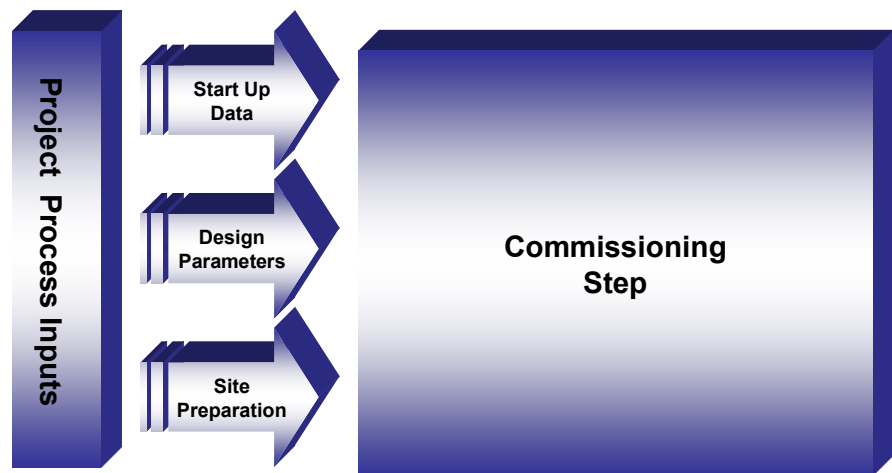 Project Process Inputs
Start Up
Data
Design
Parameters
Site
Preparation
Commissioning
Step